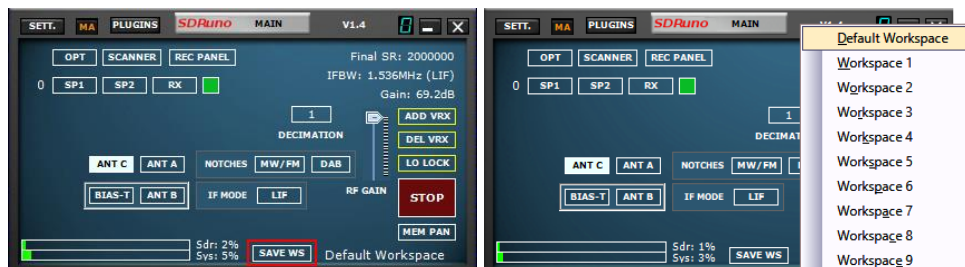 SETT. MA PLUGINS SDRuno MAIN V1.4 0
OPT SCANNER REC PANEL Final SR: 2000000
IFBW: 1.536MHz (LIF)
0 SP1 SP2 RX Gain: 69.2dB
1 ADD VRX
DECIMATION DEL VRX
ANT C ANT A NOTCHES MW/FM DAB LO LOCK
BIAS-T ANT B IF MODE LIF RF GAIN STOP
MEM PAN
Sdr: 2%
Sys: 5% SAVE WS Default Workspace
SETT. MA PLUGINS SDRuno MAIN
OPT SCANNER REC PANEL
0 SP1 SP2 RX
1
DECIMAT
ANT C ANT A NOTCHES MW/FM
BIAS-T ANT B IF MODE LIF
Sdr: 1%
Sys: 3% SAVE WS
Default Workspace
Workspace 1
Workspace 2
Workspace 3
Workspace 4
Workspace 5
Workspace 6
Workspace 7
Workspace 8
Workspace 9